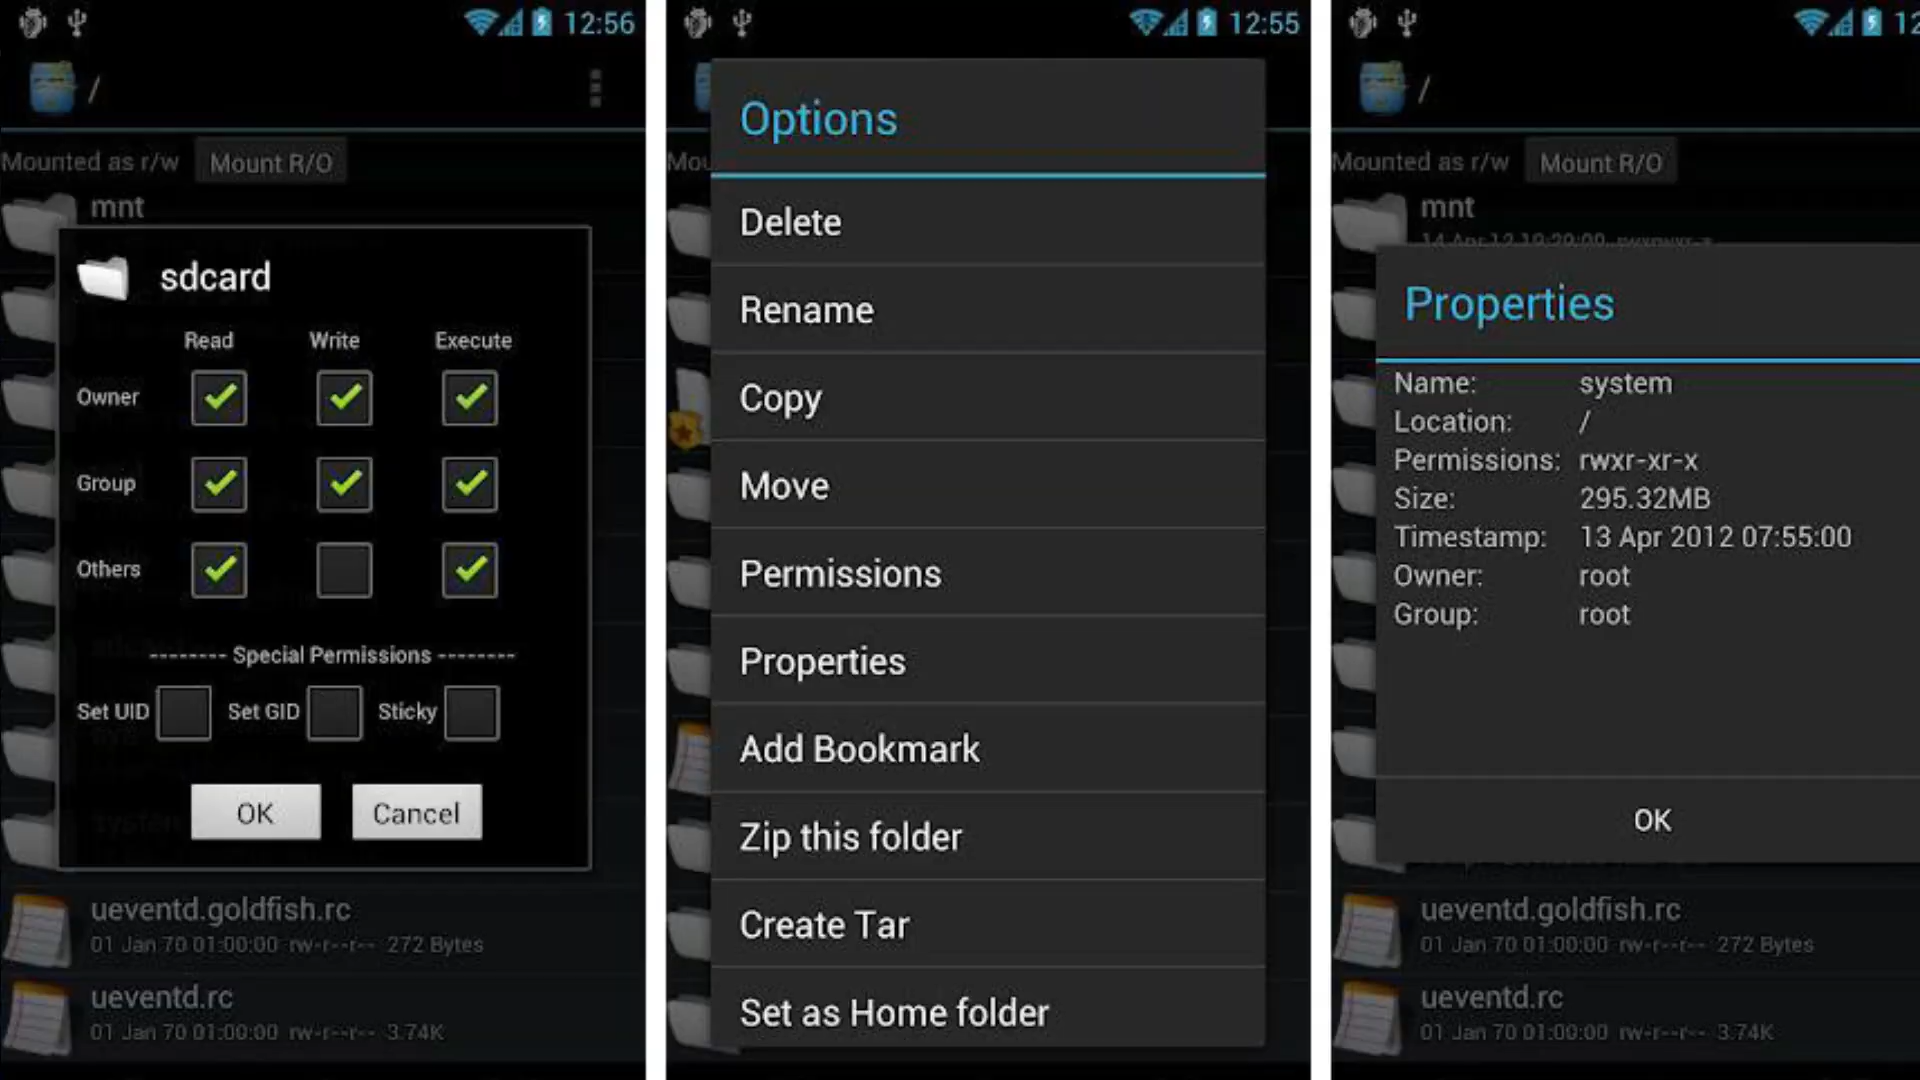 12:56
/
Mounted as r/w Mount R/O
mnt
sdcard
Read Write Execute
Owner
Group
Others
-------- Special Permissions --------
Set UID Set GID Sticky
OK Cancel
ueventd.goldfish.rc
01 Jan 70 01:00:00 rw-r--r-- 272 Bytes
ueventd.rc
01 Jan 70 01:00:00 rw-r--r-- 3.74K
12:55
Mou
Options
Delete
Rename
Copy
Move
Permissions
Properties
Add Bookmark
Zip this folder
Create Tar
Set as Home folder
12
/
Mounted as r/w Mount R/O
mnt
Properties
Name: system
Location: /
Permissions: rwxr-xr-x
Size: 295.32MB
Timestamp: 13 Apr 2012 07:55:00
Owner: root
Group: root
OK
ueventd.goldfish.rc
01 Jan 70 01:00:00 rw-r--r-- 272 Bytes
ueventd.rc
01 Jan 70 01:00:00 rw-r--r-- 3.74K